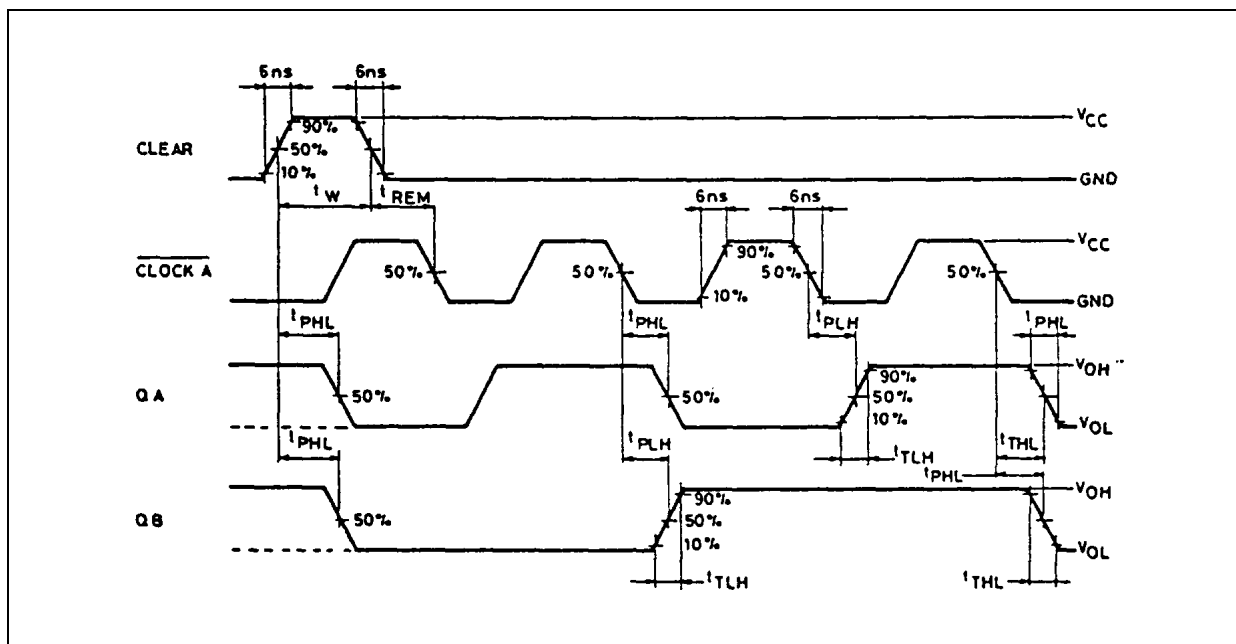 6ns 6ns
VCC
90%
CLEAR 50%
10%
GND
tW tREM
6ns 6ns
VCC
90%
CLOCK A 50% 50% 50% 50%
10%
GND
tPHL tPHL tPLH tPHL
VOH"
90%
QA 50% 50% 50%
10%
VOL
tPHL tPLH tTLH tTHL
tPHL
VOH
90%
QB 50% 50%
10%
VOL
tTLH tTHL